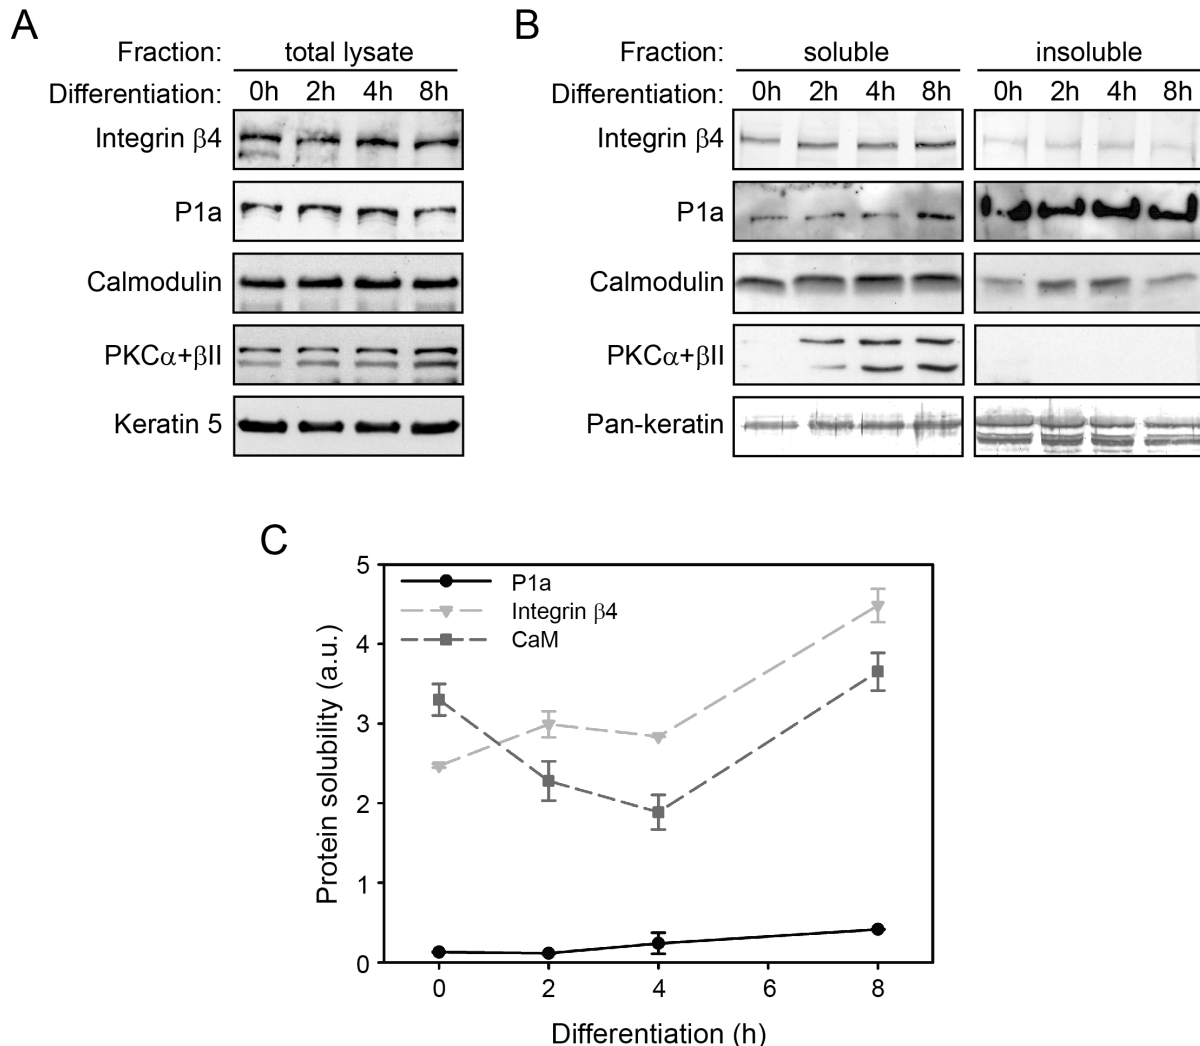 A
Fraction: total lysate
Differentiation: 0h 2h 4h 8h
Integrin β4
P1a
Calmodulin
PKCα+βII
Keratin 5
B
Fraction: soluble insoluble
Differentiation: 0h 2h 4h 8h 0h 2h 4h 8h
Integrin β4
P1a
Calmodulin
PKCα+βII
Pan-keratin
C
Protein solubility (a.u.)
5
4
3
2
1
0
P1a
Integrin β4
CaM
0 2 4 6 8
Differentiation (h)